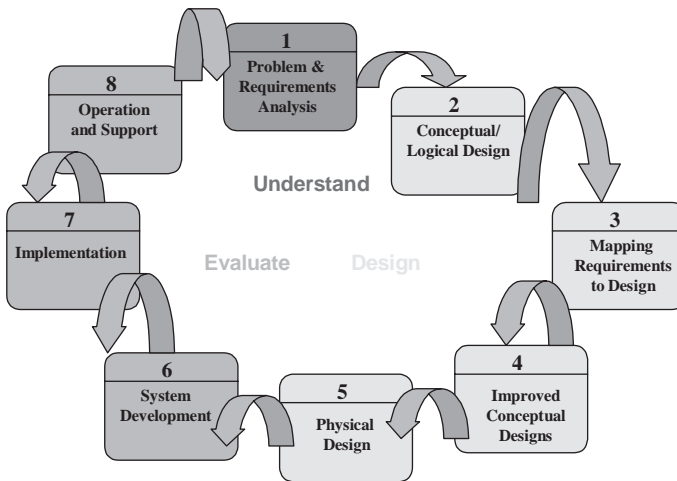 1
Problem &
Requirements
Analysis
2
Conceptual/
Logical Design
3
Mapping
Requirements
to Design
4
Improved
Conceptual
Designs
5
Physical
Design
6
System
Development
7
Implementation
8
Operation
and Support
Understand
Evaluate
Design